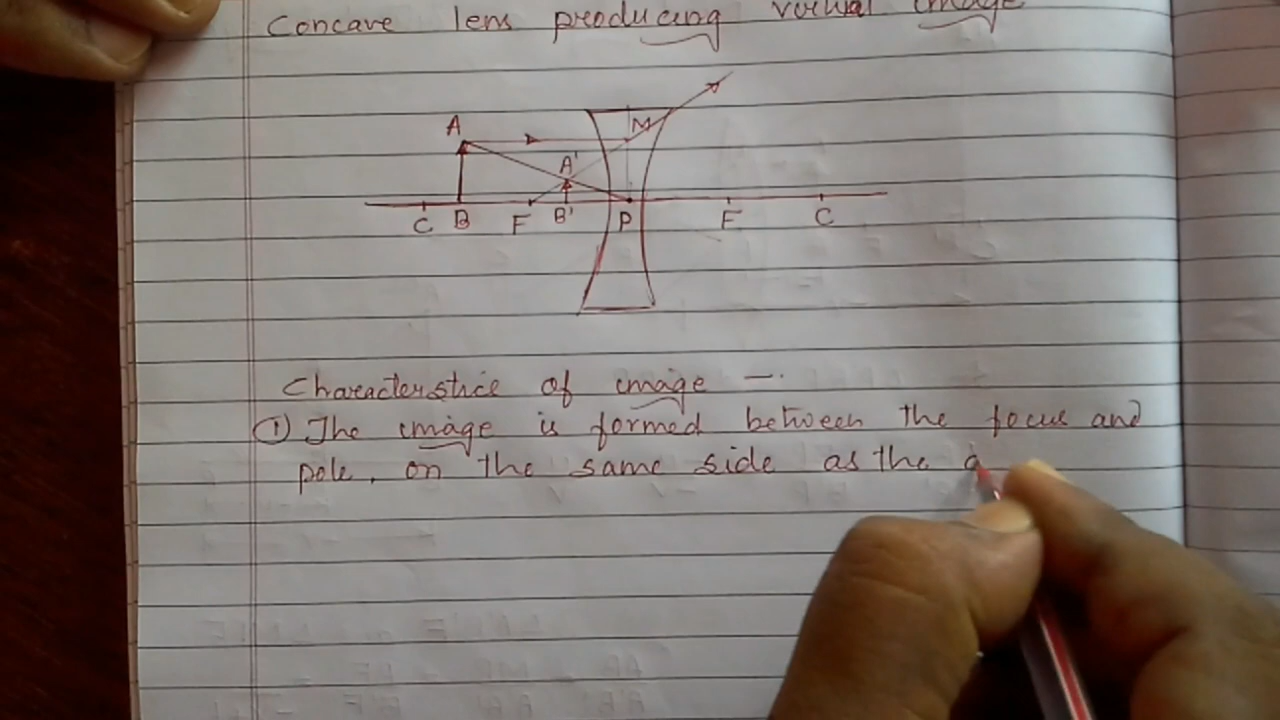 Concave lens producing virtual image
M
A
A'
C B F B' P F C
Characterstice of image —.
① The image is formed between the focus and
pole, on the same side as the o